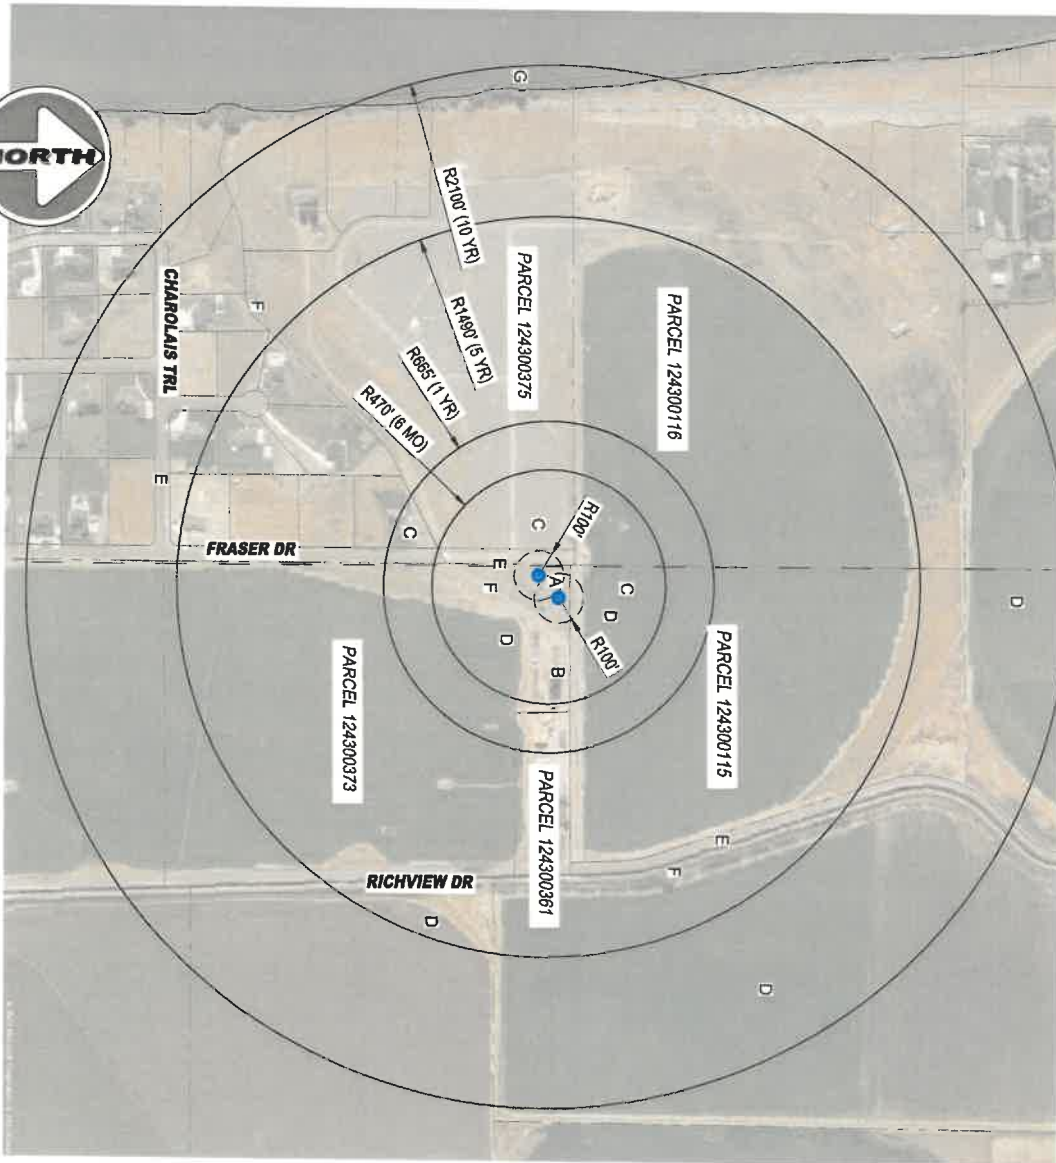 G
NORTH
R2100' (10 YR)
R1490' (5 YR)
R665' (1 YR)
R470' (6 MO)
PARCEL 124300375
PARCEL 124300116
CHAROLAIS TRL
F
E
C
C
R100'
FRASER DR
E
F
A
C
D
D
R100'
D
B
PARCEL 124300373
PARCEL 124300115
PARCEL 124300361
E
F
RICHVIEW DR
D
D